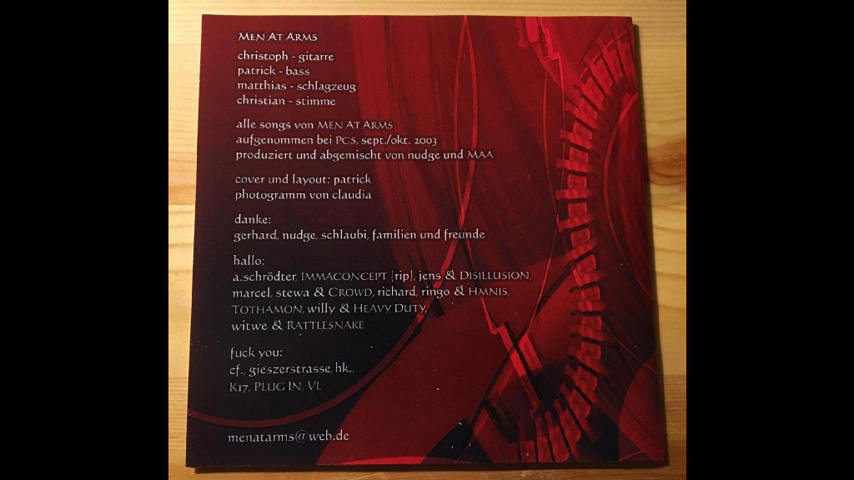 MEN AT ARMS
christoph - gitarre
patrick - bass
matthias - schlagzeug
christian - stimme
alle songs von MEN AT ARMS
aufgenommen bei PCS, sept./okt. 2003
produziert und abgemischt von nudge und MAA
cover und layout: patrick
photogramm von claudia
danke:
gerhard, nudge, schlaubi, familien und freunde
hallo:
a.schrödter, IMMACONCEPT (rip), jens & DISILLUSION,
marcel, stewa & CROWD, richard, ringo & HMNIS,
TOTHAMON, willy & HEAVY DUTY,
witwe & RATTLESNAKE
fuck you:
cf., gieszerstrasse, hk.,
K17, PLUG IN, VL
menatarms@web.de